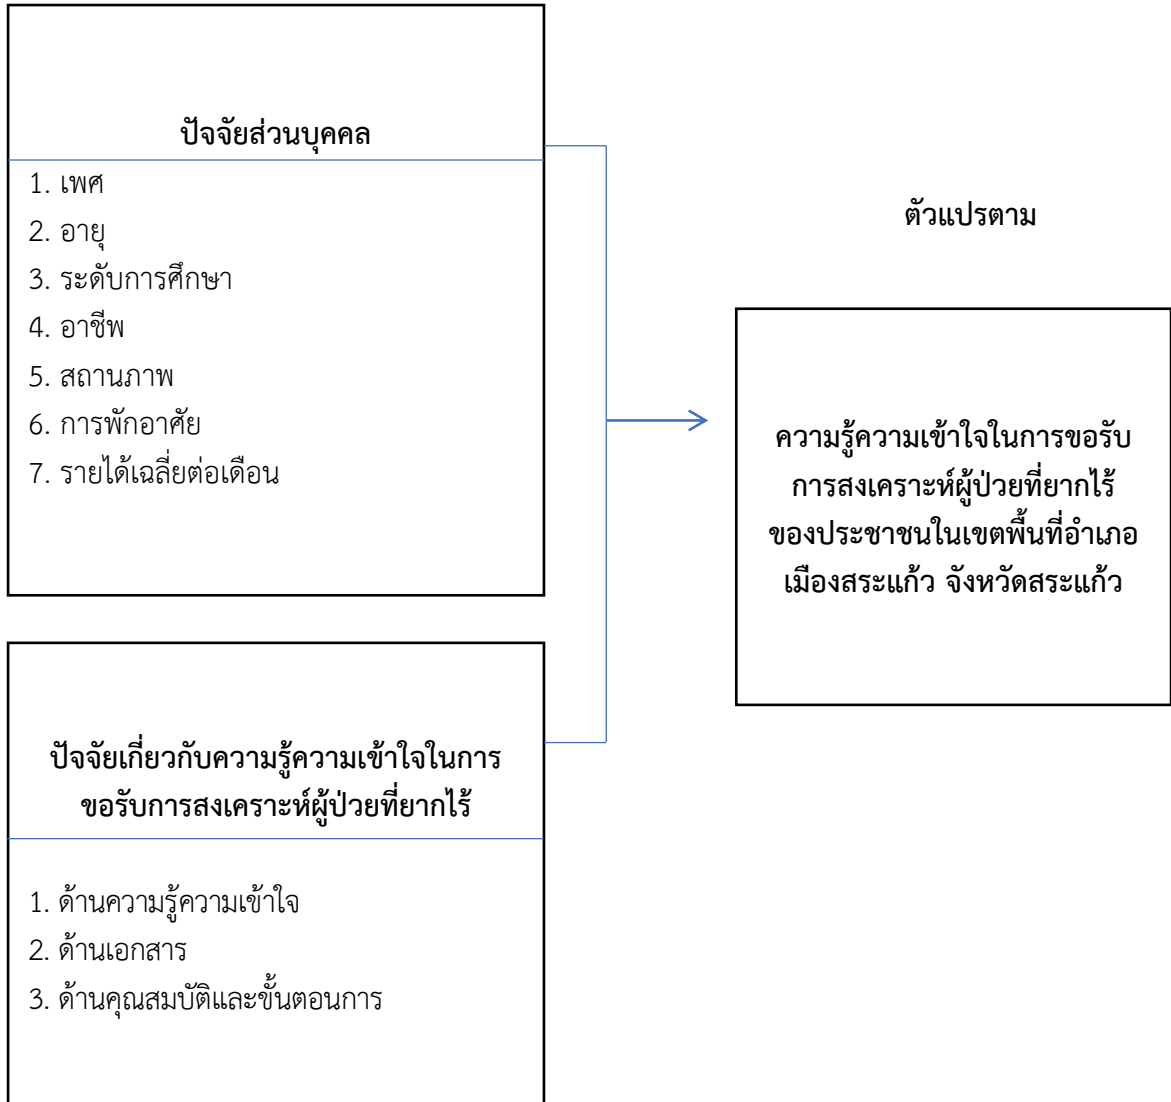 ปัจจัยส่วนบุคคล
1. เพศ
2. อายุ
3. ระดับการศึกษา
4. อาชีพ
5. สถานภาพ
6. การพักอาศัย
7. รายได้เฉลี่ยต่อเดือน
ปัจจัยเกี่ยวกับความรู้ความเข้าใจในการ
ขอรับการสงเคราะห์ผู้ป่วยที่ยากไร้
1. ด้านความรู้ความเข้าใจ
2. ด้านเอกสาร
3. ด้านคุณสมบัติและขั้นตอนการ
ตัวแปรตาม
ความรู้ความเข้าใจในการขอรับ
การสงเคราะห์ผู้ป่วยที่ยากไร้
ของประชาชนในเขตพื้นที่อำเภอ
เมืองสระแก้ว จังหวัดสระแก้ว